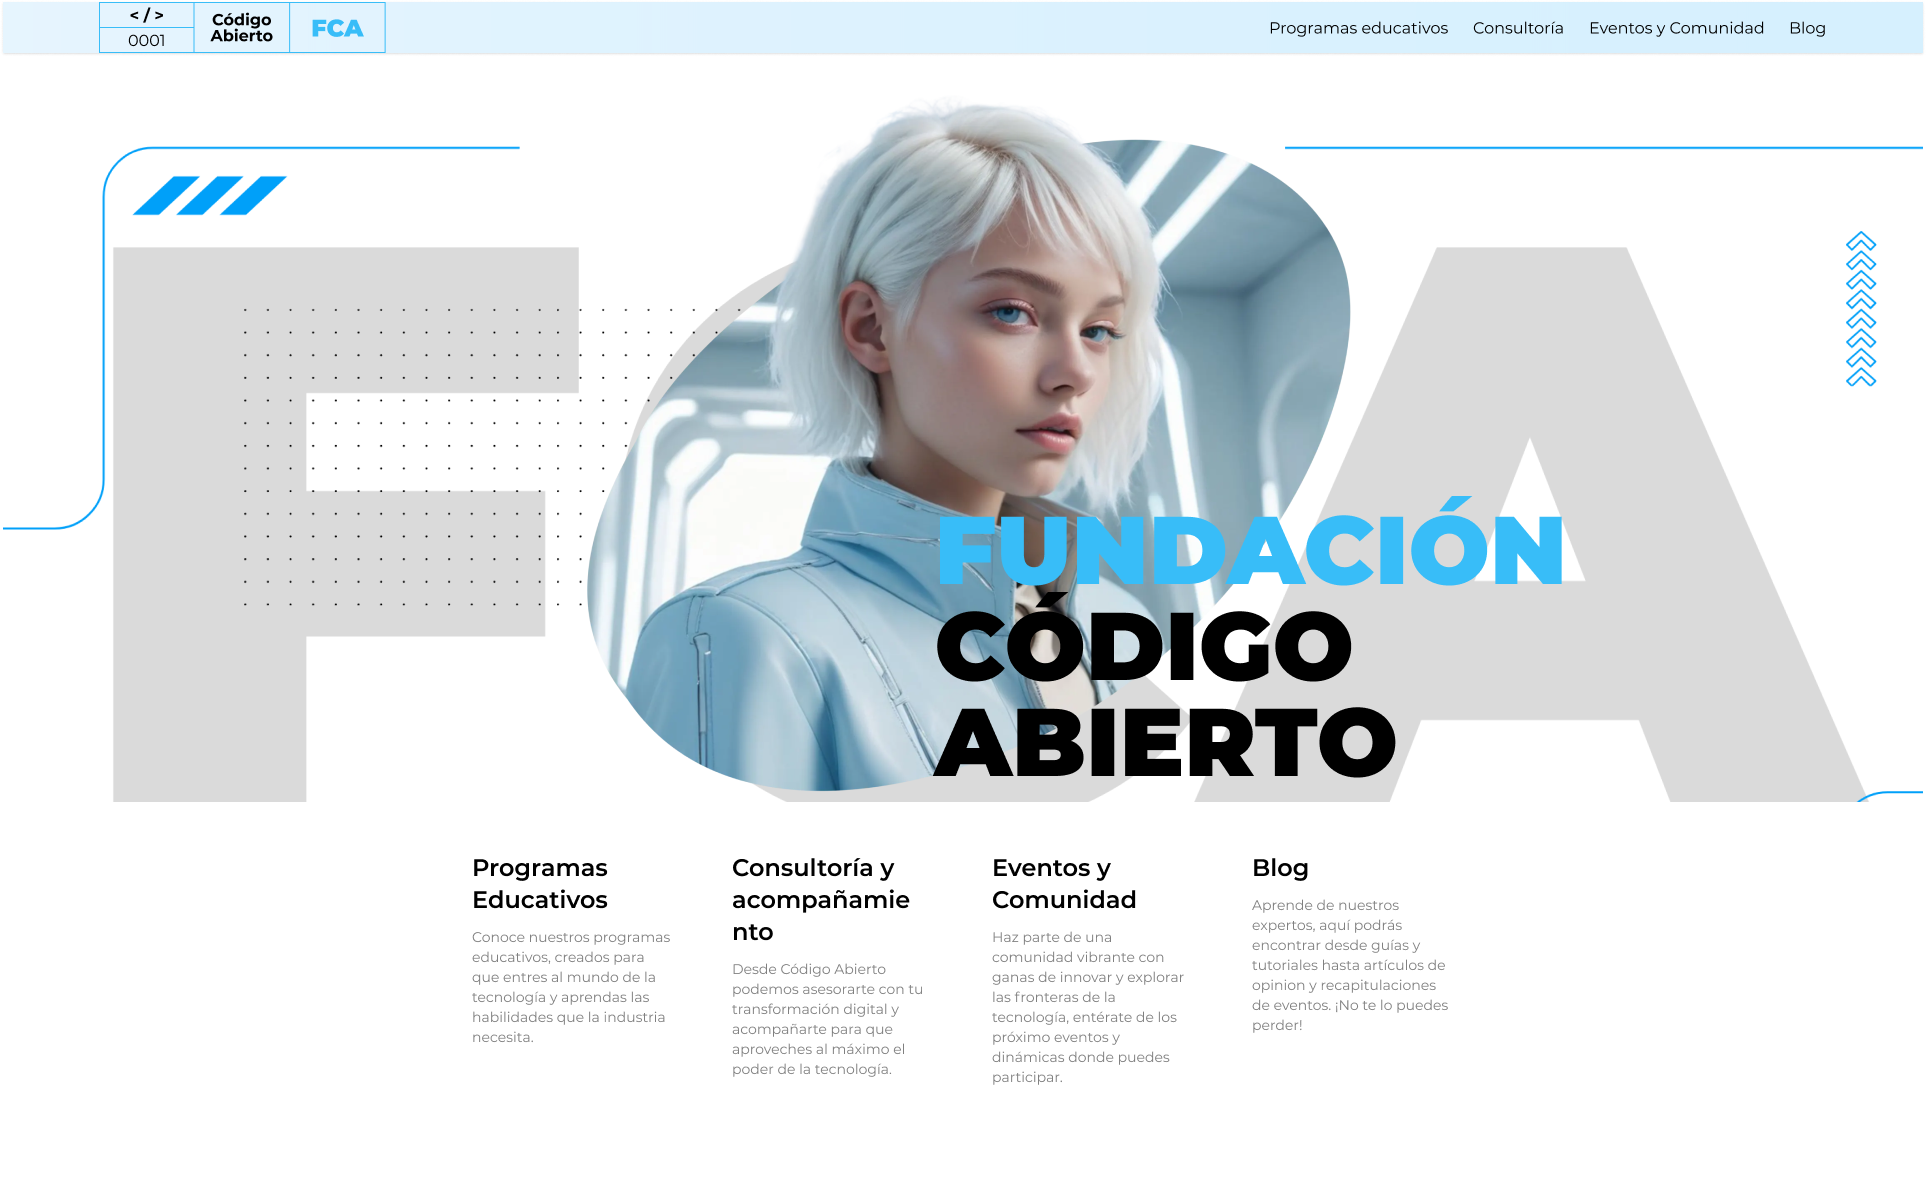 < / >
0001
Código
Abierto
FCA
Programas educativos
Consultoría
Eventos y Comunidad
Blog
FCA
FUNDACIÓN
CÓDIGO
ABIERTO
Programas
Educativos
Conoce nuestros programas
educativos, creados para
que entres al mundo de la
tecnología y aprendas las
habilidades que la industria
necesita.
Consultoría y
acompañamie
nto
Desde Código Abierto
podemos asesorarte con tu
transformación digital y
acompañarte para que
aproveches al máximo el
poder de la tecnología.
Eventos y
Comunidad
Haz parte de una
comunidad vibrante con
ganas de innovar y explorar
las fronteras de la
tecnología, entérate de los
próximo eventos y
dinámicas donde puedes
participar.
Blog
Aprende de nuestros
expertos, aquí podrás
encontrar desde guías y
tutoriales hasta artículos de
opinion y recapitulaciones
de eventos. ¡No te lo puedes
perder!